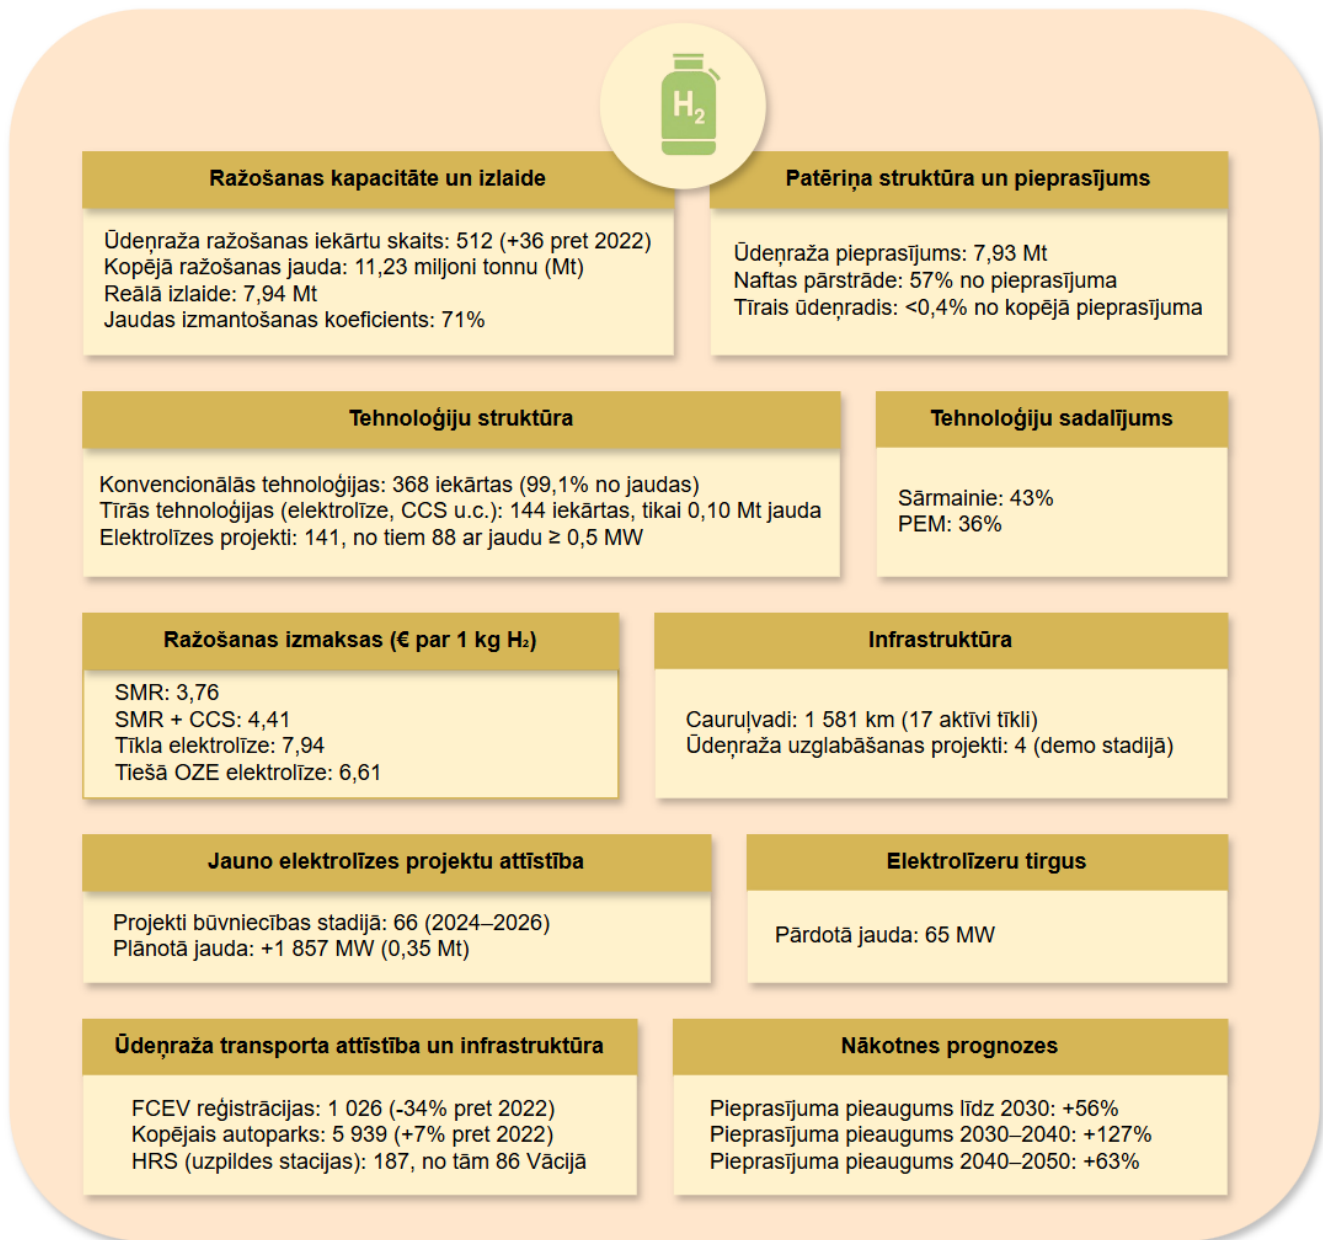 H₂
Ražošanas kapacitāte un izlaide
Ūdeņraža ražošanas iekārtu skaits: 512 (+36 pret 2022)
Kopējā ražošanas jauda: 11,23 miljoni tonnu (Mt)
Reālā izlaide: 7,94 Mt
Jaudas izmantošanas koeficients: 71%
Patēriņa struktūra un pieprasījums
Ūdeņraža pieprasījums: 7,93 Mt
Naftas pārstrāde: 57% no pieprasījuma
Tīrais ūdeņradis: <0,4% no kopējā pieprasījuma
Tehnoloģiju struktūra
Konvencionālās tehnoloģijas: 368 iekārtas (99,1% no jaudas)
Tīrās tehnoloģijas (elektrolīze, CCS u.c.): 144 iekārtas, tikai 0,10 Mt jauda
Elektrolīzes projekti: 141, no tiem 88 ar jaudu ≥ 0,5 MW
Tehnoloģiju sadalījums
Sārmainie: 43%
PEM: 36%
Ražošanas izmaksas (€ par 1 kg H₂)
SMR: 3,76
SMR + CCS: 4,41
Tīkla elektrolīze: 7,94
Tiešā OZE elektrolīze: 6,61
Infrastruktūra
Cauruļvadi: 1 581 km (17 aktīvi tīkli)
Ūdeņraža uzglabāšanas projekti: 4 (demo stadijā)
Jauno elektrolīzes projektu attīstība
Projekti būvniecības stadijā: 66 (2024–2026)
Plānotā jauda: +1 857 MW (0,35 Mt)
Elektrolīzeru tirgus
Pārdotā jauda: 65 MW
Ūdeņraža transporta attīstība un infrastruktūra
FCEV reģistrācijas: 1 026 (-34% pret 2022)
Kopējais autoparks: 5 939 (+7% pret 2022)
HRS (uzpildes stacijas): 187, no tām 86 Vācijā
Nākotnes prognozes
Pieprasījuma pieaugums līdz 2030: +56%
Pieprasījuma pieaugums 2030–2040: +127%
Pieprasījuma pieaugums 2040–2050: +63%